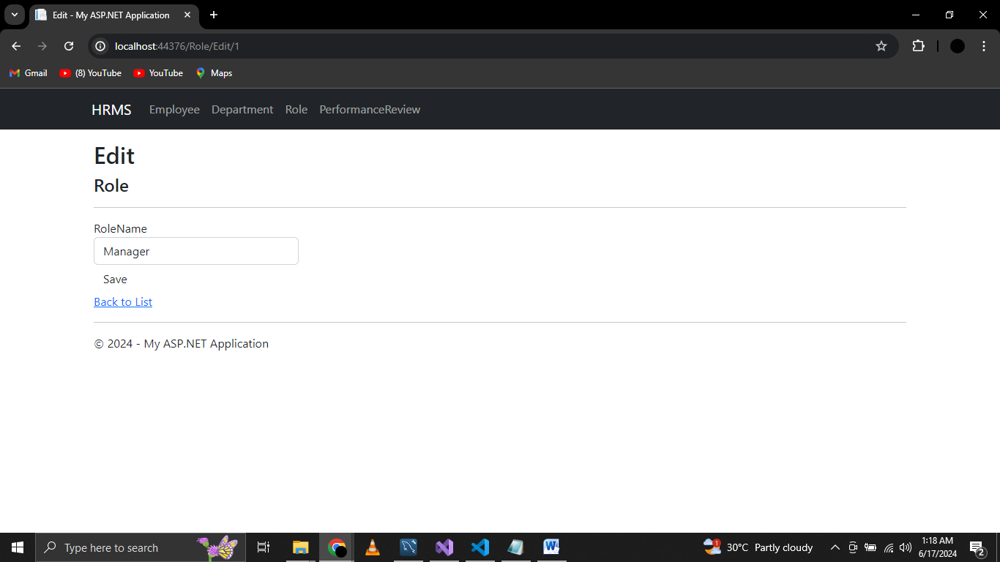 Edit - My ASP.NET Application
localhost:44376/Role/Edit/1
Gmail (8) YouTube YouTube Maps
HRMS Employee Department Role PerformanceReview
Edit
Role
RoleName
Manager
Save
Back to List
© 2024 - My ASP.NET Application
Type here to search
1
30°C Partly cloudy
1:18 AM
6/17/2024
2